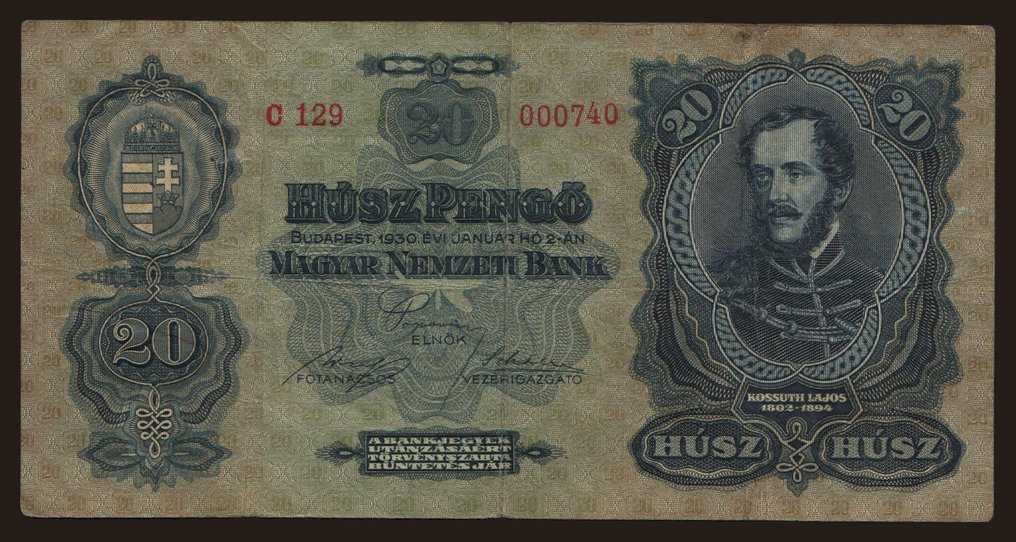 C 129 000740
20
HÚSZ PENGŐ
BUDAPEST, 1930. ÉVI JANUÁR HÓ 2-ÁN
MAGYAR NEMZETI BANK
ELNÖK
FŐTANÁCSOS VEZÉRIGAZGATÓ
A BANKJEGYEK
UTÁNZÁSÁÉRT
TÖRVÉNYSZABTA
BÜNTETÉS JÁR
20
20 20
KOSSUTH LAJOS
1802-1894
HÚSZ HÚSZ